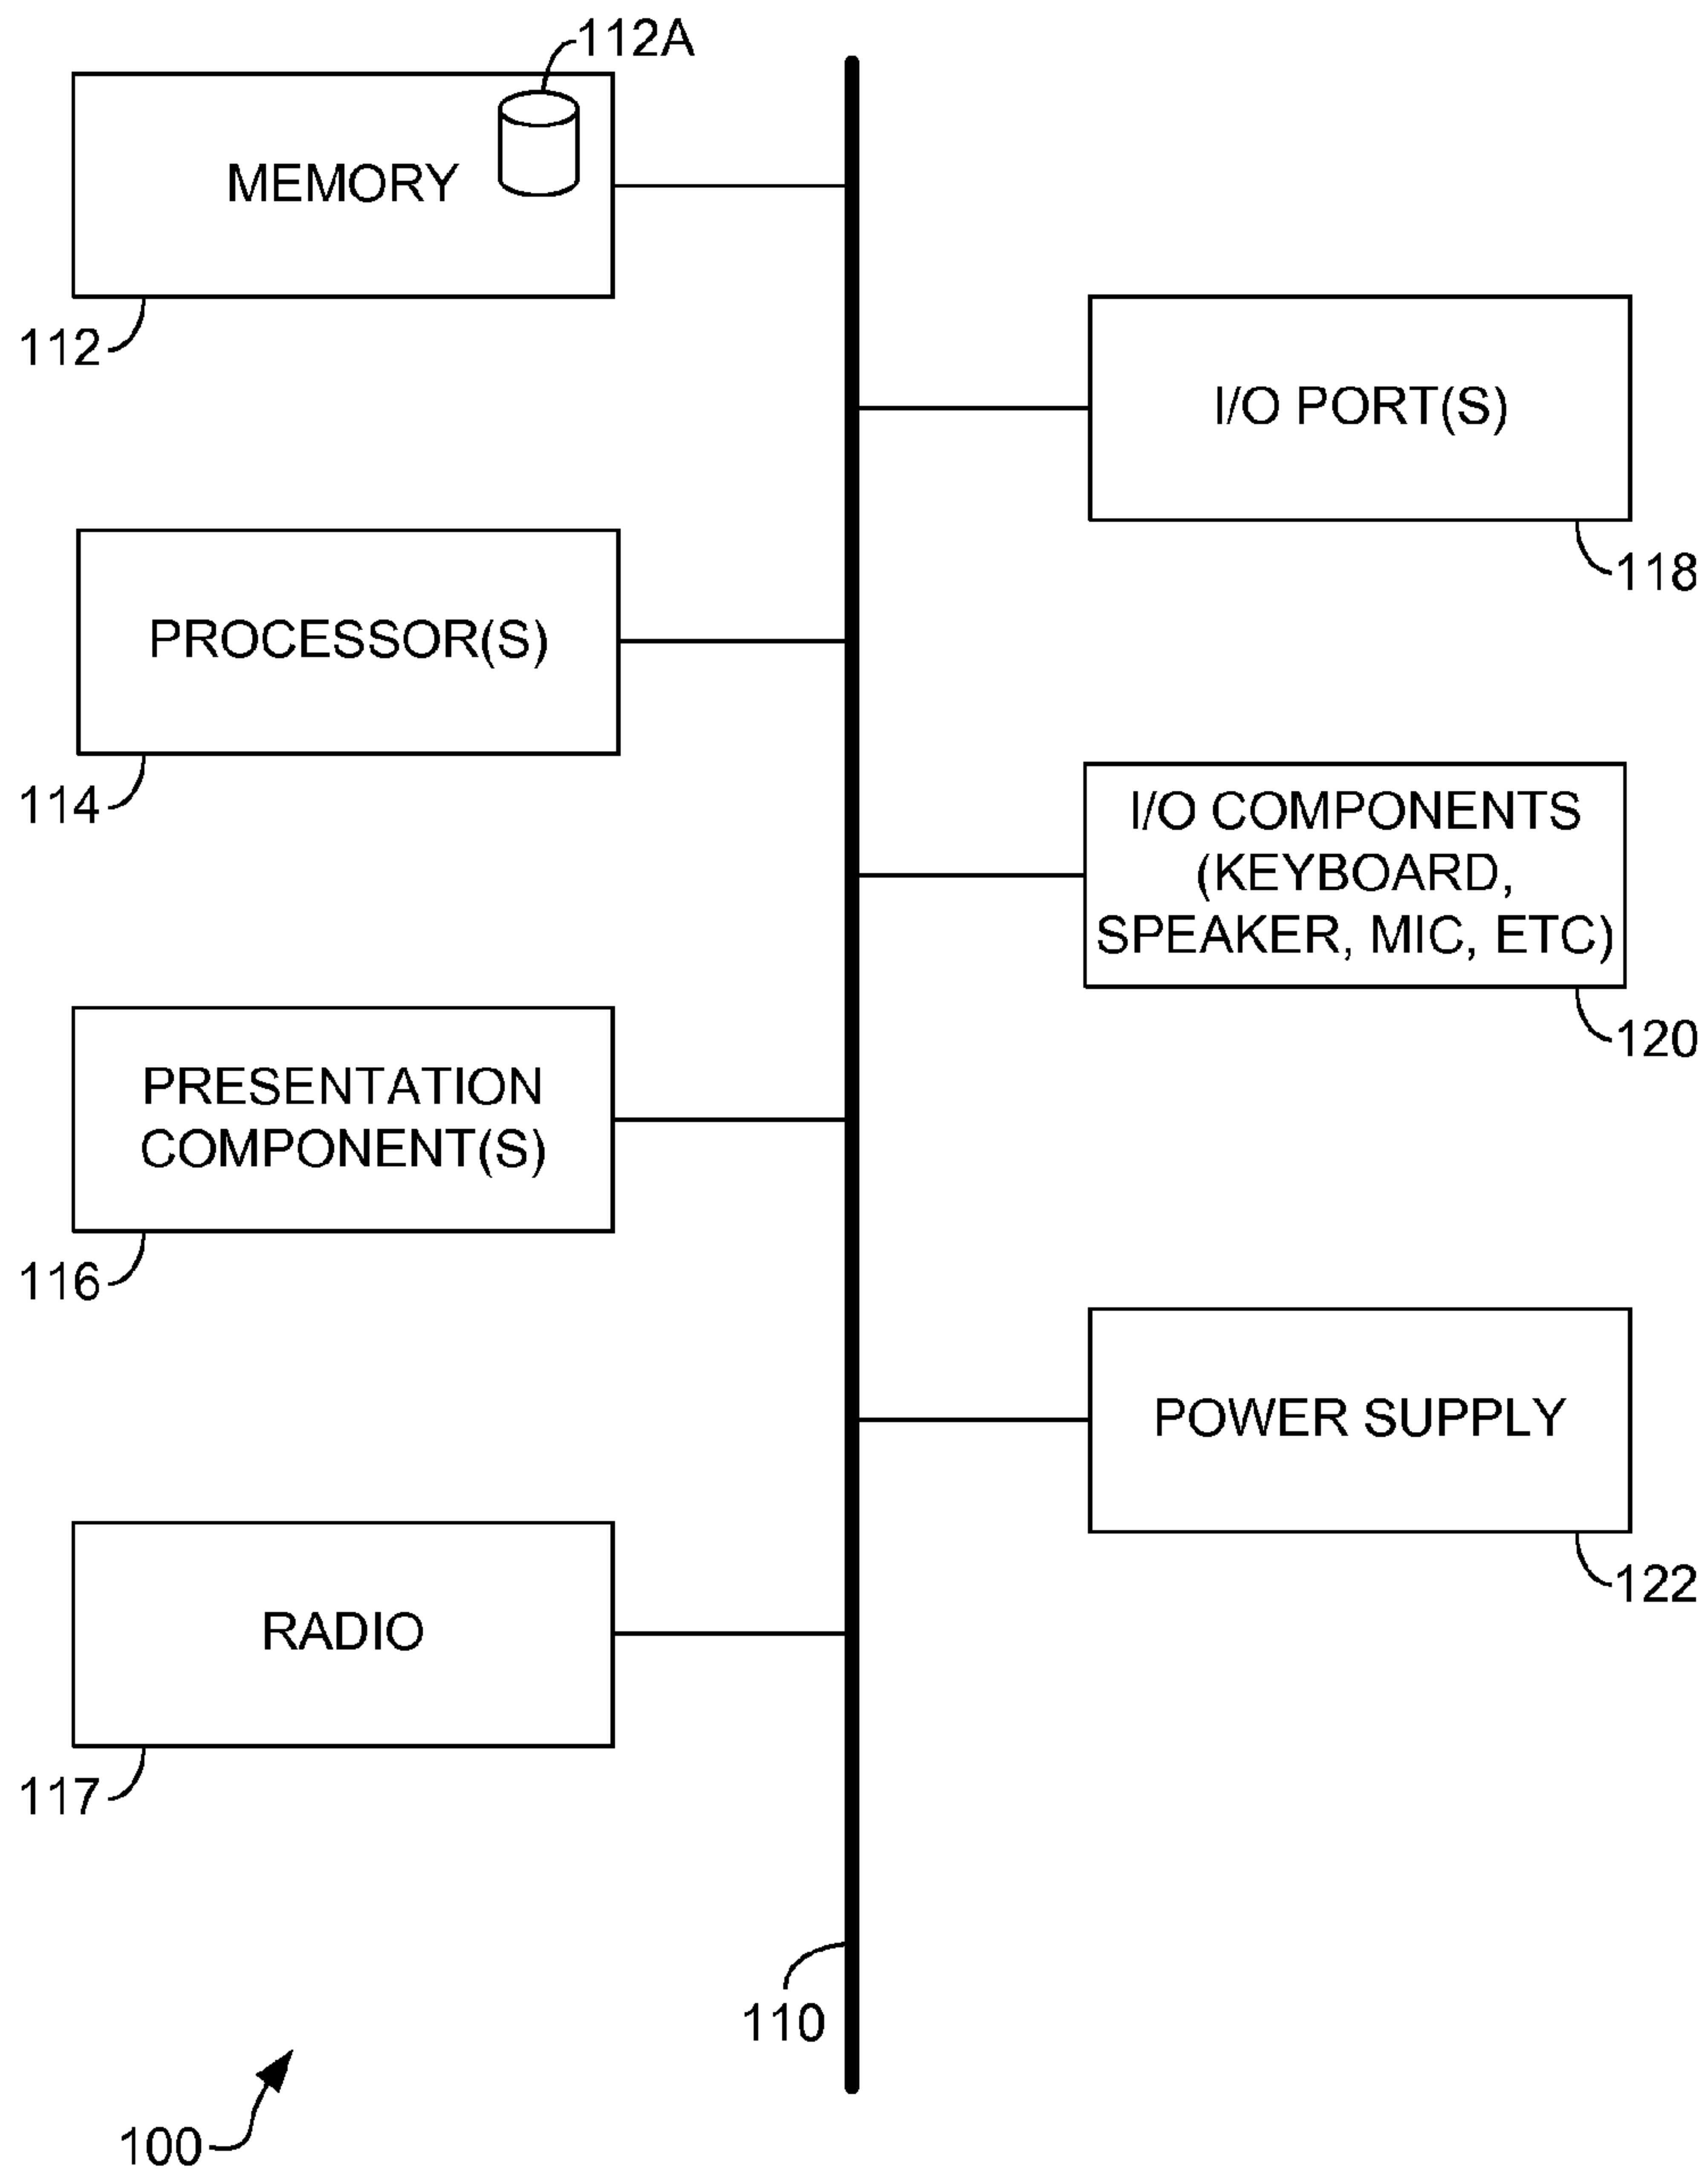 112A
MEMORY
112
I/O PORT(S)
118
PROCESSOR(S)
114
I/O COMPONENTS
(KEYBOARD,
SPEAKER, MIC, ETC)
120
PRESENTATION
COMPONENT(S)
116
POWER SUPPLY
122
RADIO
117
110
100